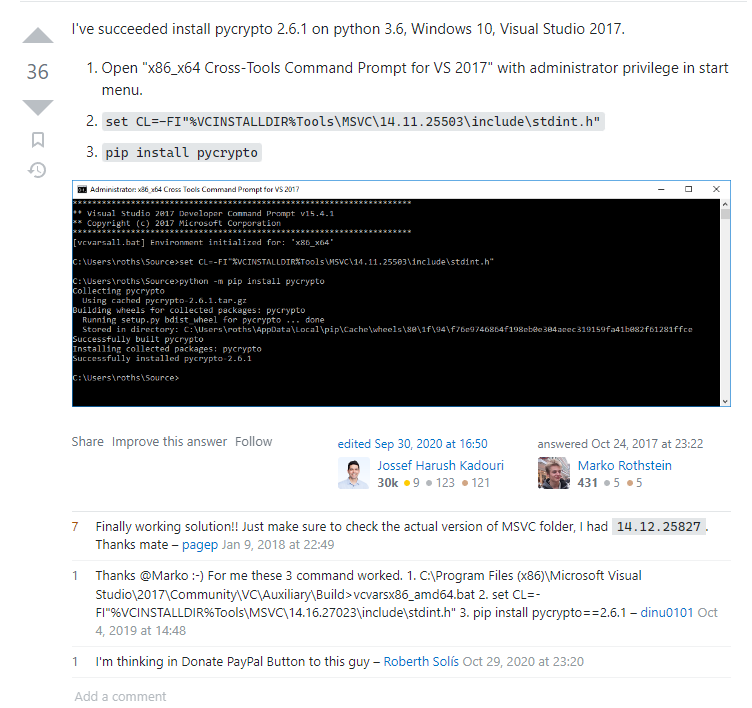 I've succeeded install pycrypto 2.6.1 on python 3.6, Windows 10, Visual Studio 2017.
36
1. Open "x86_x64 Cross-Tools Command Prompt for VS 2017" with administrator privilege in start
menu.
2. set CL=-FI"%VCINSTALLDIR%Tools\MSVC\14.11.25503\include\stdint.h"
3. pip install pycrypto
Administrator: x86_x64 Cross Tools Command Prompt for VS 2017
**********************************************************************
** Visual Studio 2017 Developer Command Prompt v15.4.1
** Copyright (c) 2017 Microsoft Corporation
**********************************************************************
[vcvarsall.bat] Environment initialized for: 'x86_x64'
C:\Users\roths\Source>set CL=-FI"%VCINSTALLDIR%Tools\MSVC\14.11.25503\include\stdint.h"
C:\Users\roths\Source>python -m pip install pycrypto
Collecting pycrypto
Using cached pycrypto-2.6.1.tar.gz
Building wheels for collected packages: pycrypto
Running setup.py bdist_wheel for pycrypto ... done
Stored in directory: C:\Users\roths\AppData\Local\pip\Cache\wheels\80\1f\94\f76e9746864f198eb0e304aeec319159fa41b082f61281ffce
Successfully built pycrypto
Installing collected packages: pycrypto
Successfully installed pycrypto-2.6.1
C:\Users\roths\Source>
Share Improve this answer Follow
edited Sep 30, 2020 at 16:50
Jossef Harush Kadouri
30k 9 123 121
answered Oct 24, 2017 at 23:22
Marko Rothstein
431 5 5
7 Finally working solution!! Just make sure to check the actual version of MSVC folder, I had 14.12.25827.
Thanks mate – pagep Jan 9, 2018 at 22:49
1 Thanks @Marko :-) For me these 3 command worked. 1. C:\Program Files (x86)\Microsoft Visual
Studio\2017\Community\VC\Auxiliary\Build>vcvarsx86_amd64.bat 2. set CL=-
FI"%VCINSTALLDIR%Tools\MSVC\14.16.27023\include\stdint.h" 3. pip install pycrypto==2.6.1 – dinu0101 Oct
4, 2019 at 14:48
1 I'm thinking in Donate PayPal Button to this guy – Roberth Solís Oct 29, 2020 at 23:20
Add a comment